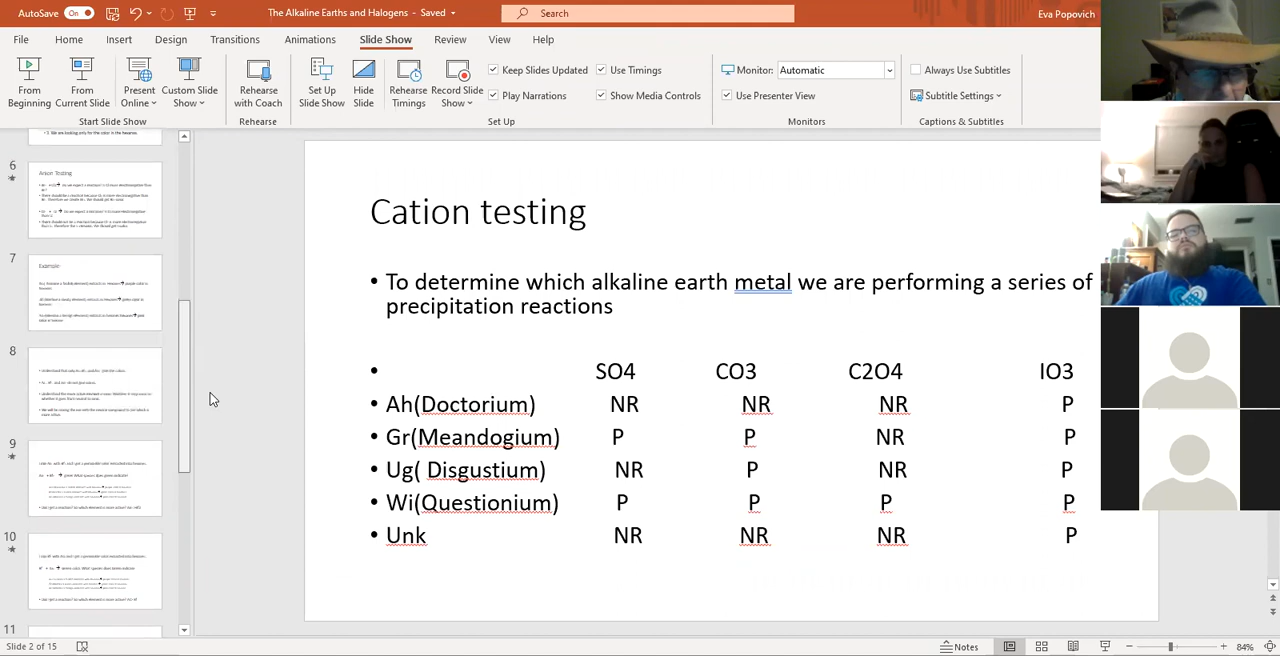 AutoSave On The Alkaline Earths and Halogens - Saved Search Eva Popovich
File Home Insert Design Transitions Animations Slide Show Review View Help
From Beginning
From Current Slide
Present Online
Custom Slide Show
Start Slide Show
Rehearse with Coach
Rehearse
Set Up Slide Show
Hide Slide
Rehearse Timings
Record Slide Show
Keep Slides Updated Use Timings
Play Narrations Show Media Controls
Set Up
Monitor: Automatic
Use Presenter View
Monitors
Always Use Subtitles
Subtitle Settings
Captions & Subtitles
6
Anion Testing
7
Example
8
9
10
11
Cation testing
• To determine which alkaline earth metal we are performing a series of
precipitation reactions
• SO4 CO3 C2O4 IO3
• Ah(Doctorium) NR NR NR P
• Gr(Meandogium) P P NR P
• Ug( Disgustium) NR P NR P
• Wi(Questionium) P P P P
• Unk NR NR NR P
Slide 2 of 15 Notes 84%